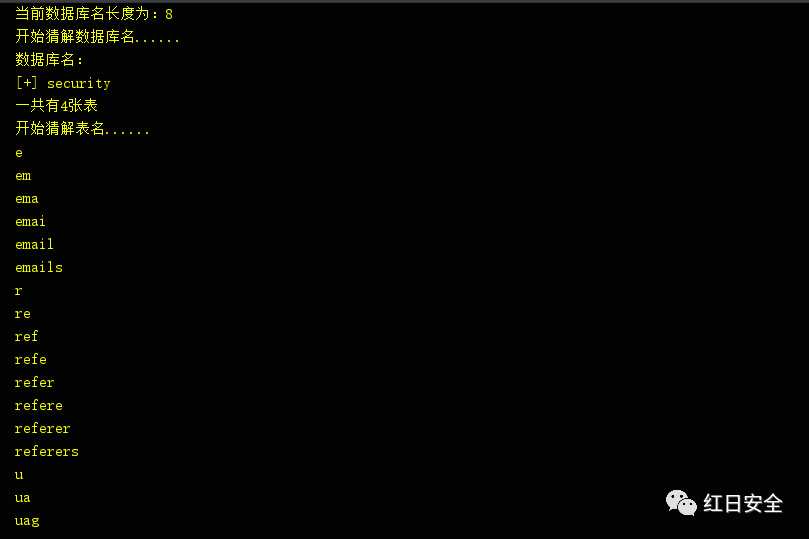 当前数据库名长度为：8
开始猜解数据库名......
数据库名：
[+] security
一共有4张表
开始猜解表名......
e
em
ema
emai
email
emails
r
re
ref
refe
refer
refere
referer
referers
u
ua
uag
红日安全